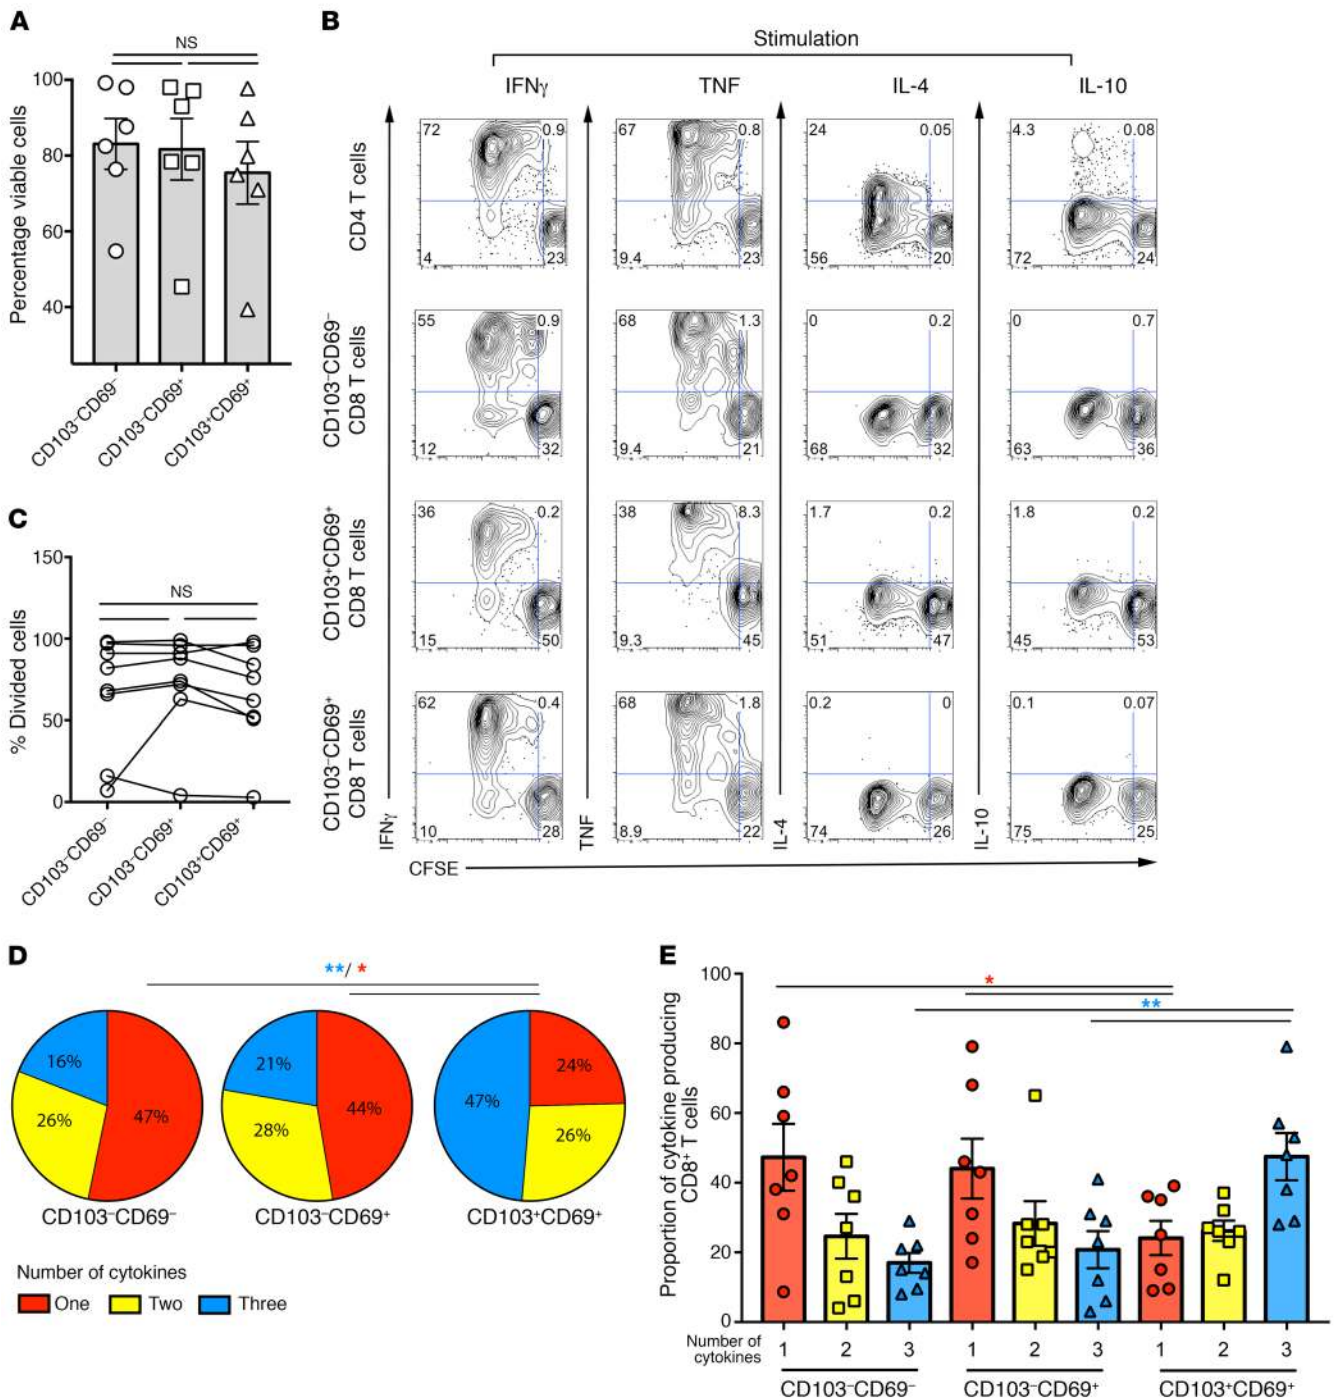 A
NS
Percentage viable cells
100
80
60
40
CD103⁻CD69⁻
CD103⁻CD69⁺
CD103⁺CD69⁺
B
Stimulation
IFNγ
TNF
IL-4
IL-10
CD4 T cells
72
0.9
4
23
67
0.8
9.4
23
24
0.05
56
20
4.3
0.08
72
24
CD103⁻CD69⁻
CD8 T cells
55
0.9
12
32
68
1.3
9.4
21
0
0.2
68
32
0
0.7
63
36
CD103⁺CD69⁺
CD8 T cells
36
0.2
15
50
38
8.3
9.3
45
1.7
0.2
51
47
1.8
0.2
45
53
CD103⁻CD69⁺
CD8 T cells
62
0.4
10
28
68
1.8
8.9
22
0.2
0
74
26
0.1
0.07
75
25
IFNγ
TNF
IL-4
IL-10
CFSE
C
NS
% Divided cells
150
100
50
0
CD103⁻CD69⁻
CD103⁻CD69⁺
CD103⁺CD69⁺
D
**/ *
16%
47%
26%
21%
44%
28%
47%
24%
26%
CD103⁻CD69⁻
CD103⁻CD69⁺
CD103⁺CD69⁺
Number of cytokines
One
Two
Three
E
*
**
Proportion of cytokine producing
CD8⁺ T cells
100
80
60
40
20
0
Number of
cytokines
1
2
3
1
2
3
1
2
3
CD103⁻CD69⁻
CD103⁻CD69⁺
CD103⁺CD69⁺